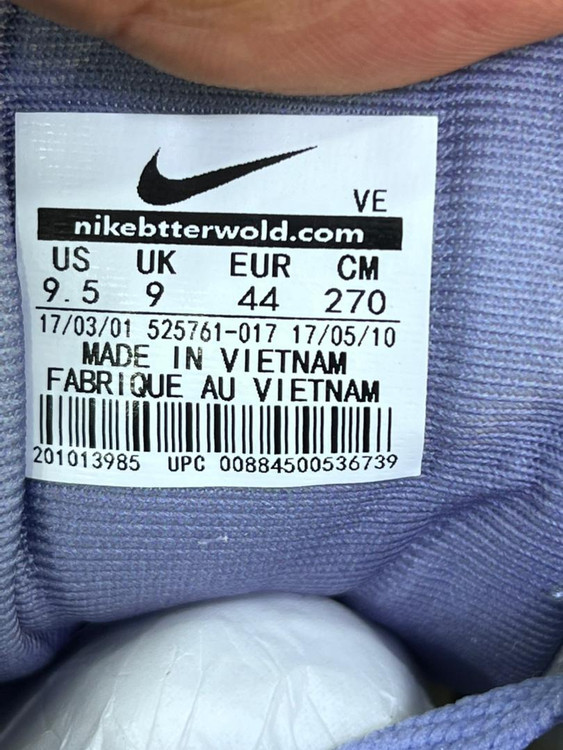 VE
nikebtterwold.com
US UK EUR CM
9.5 9 44 270
17/03/01 525761-017 17/05/10
MADE IN VIETNAM
FABRIQUE AU VIETNAM
201013985 UPC 00884500536739